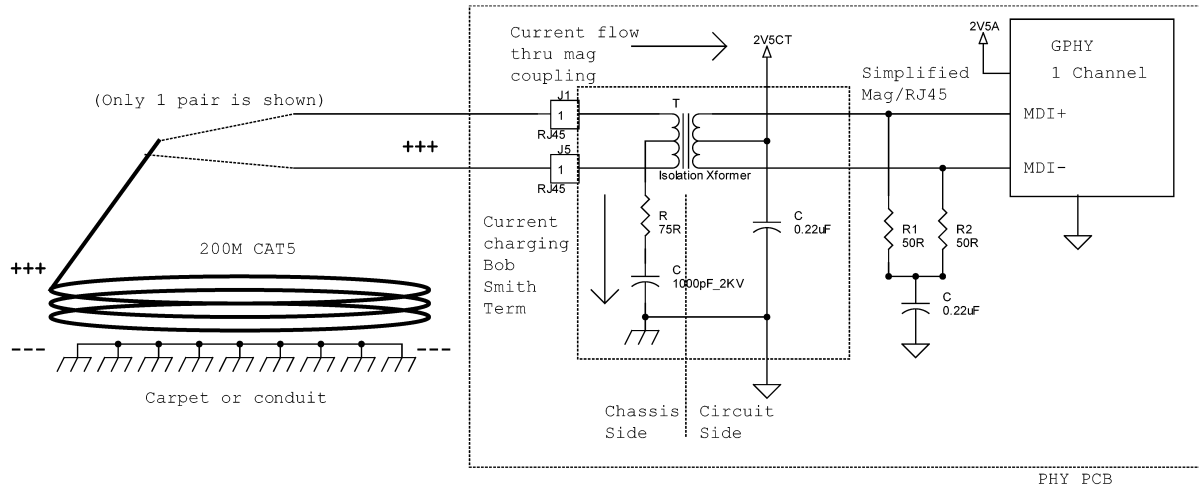 Current flow
thru mag
coupling
2V5CT
2V5A
GPHY
1 Channel
MDI+
MDI-
Simplified
Mag/RJ45
(Only 1 pair is shown)
+++
J1
1
RJ45
J5
1
RJ45
T
Isolation Xformer
200M CAT5
+++
---
---
Carpet or conduit
Current
charging
Bob
Smith
Term
R
75R
C
1000pF_2KV
C
0.22uF
R1
50R
R2
50R
C
0.22uF
Chassis
Side
Circuit
Side
PHY PCB